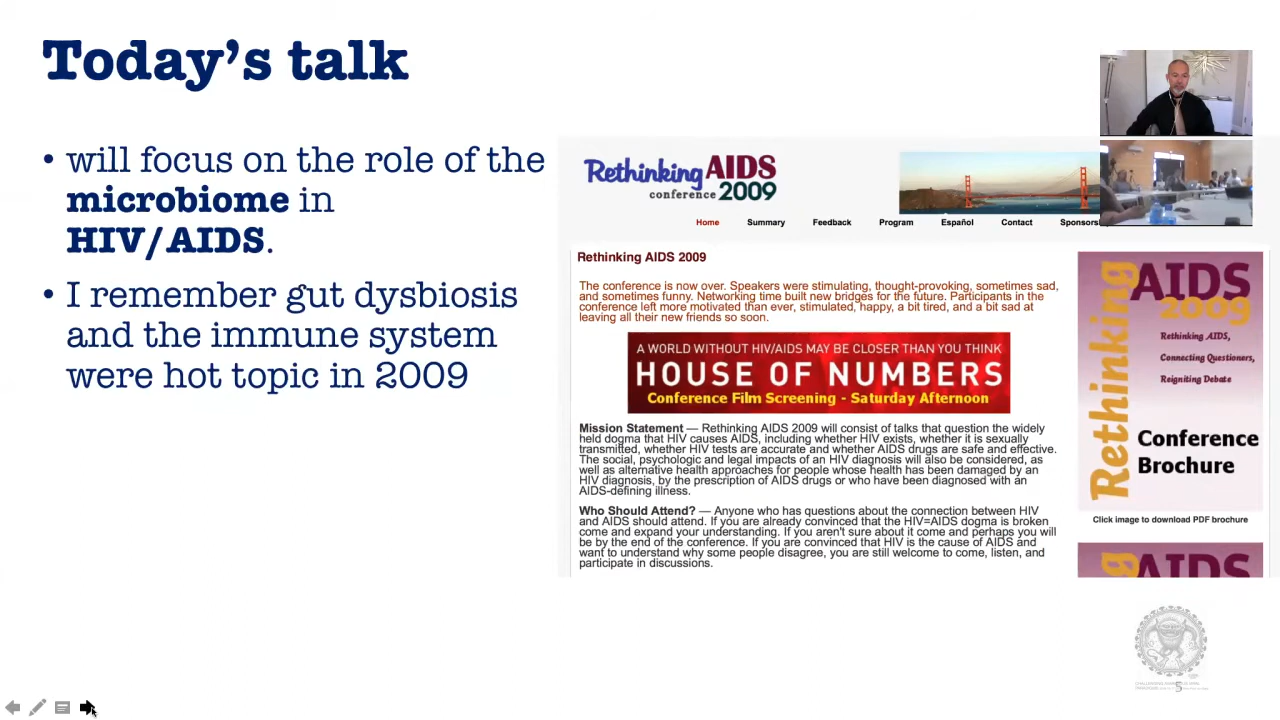 Today's talk
• will focus on the role of the
microbiome in
HIV/AIDS.
• I remember gut dysbiosis
and the immune system
were hot topic in 2009
Rethinking AIDS
conference 2009
Home Summary Feedback Program Español Contact
Rethinking AIDS 2009
The conference is now over. Speakers were stimulating, thought-provoking, sometimes sad,
and sometimes funny. Networking time built new bridges for the future. Participants in the
conference left more motivated than ever, stimulated, happy, a bit tired, and a bit sad at
leaving all their new friends so soon.
A WORLD WITHOUT HIV/AIDS MAY BE CLOSER THAN YOU THINK
HOUSE OF NUMBERS
Conference Film Screening - Saturday Afternoon
Mission Statement — Rethinking AIDS 2009 will consist of talks that question the widely
held dogma that HIV causes AIDS, including whether HIV exists, whether it is sexually
transmitted, whether HIV tests are accurate and whether AIDS drugs are safe and effective.
The social, psychologic and legal impacts of an HIV diagnosis will also be considered, as
well as alternative health approaches for people whose health has been damaged by an
HIV diagnosis, by the prescription of AIDS drugs or who have been diagnosed with an
AIDS-defining illness.
Who Should Attend? — Anyone who has questions about the connection between HIV
and AIDS should attend. If you are already convinced that the HIV=AIDS dogma is broken
come and expand your understanding. If you aren't sure about it come and perhaps you will
be by the end of the conference. If you are convinced that HIV is the cause of AIDS and
want to understand why some people disagree, you are still welcome to come, listen, and
participate in discussions.
Rethinking AIDS
2009
Rethinking AIDS,
Connecting Questioners,
Reigniting Debate
Conference
Brochure
Click image to download PDF brochure
AIDS
5